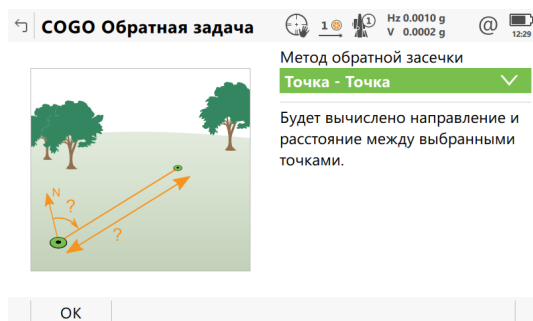 COGO Обратная задача
1
1
Hz 0.0010 g
V 0.0002 g
@
12:29
Метод обратной засечки
Точка - Точка
Будет вычислено направление и
расстояние между выбранными
точками.
N
?
?
OK